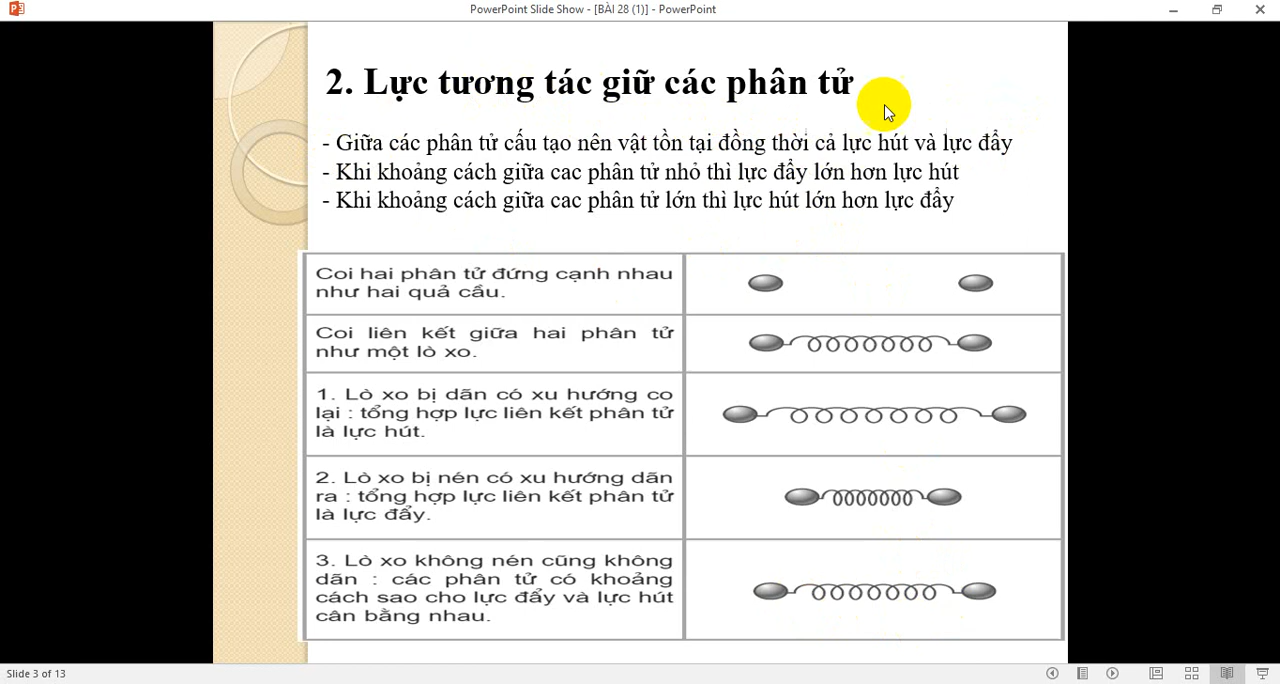 PowerPoint Slide Show - [BÀI 28 (1)] - PowerPoint
2. Lực tương tác giữ các phân tử
- Giữa các phân tử cấu tạo nên vật tồn tại đồng thời cả lực hút và lực đẩy
- Khi khoảng cách giữa cac phân tử nhỏ thì lực đẩy lớn hơn lực hút
- Khi khoảng cách giữa cac phân tử lớn thì lực hút lớn hơn lực đẩy
Coi hai phân tử đứng cạnh nhau
như hai quả cầu.
Coi liên kết giữa hai phân tử
như một lò xo.
1. Lò xo bị dãn có xu hướng co
lại : tổng hợp lực liên kết phân tử
là lực hút.
2. Lò xo bị nén có xu hướng dãn
ra : tổng hợp lực liên kết phân tử
là lực đẩy.
3. Lò xo không nén cũng không
dãn : các phân tử có khoảng
cách sao cho lực đẩy và lực hút
cân bằng nhau.
Slide 3 of 13